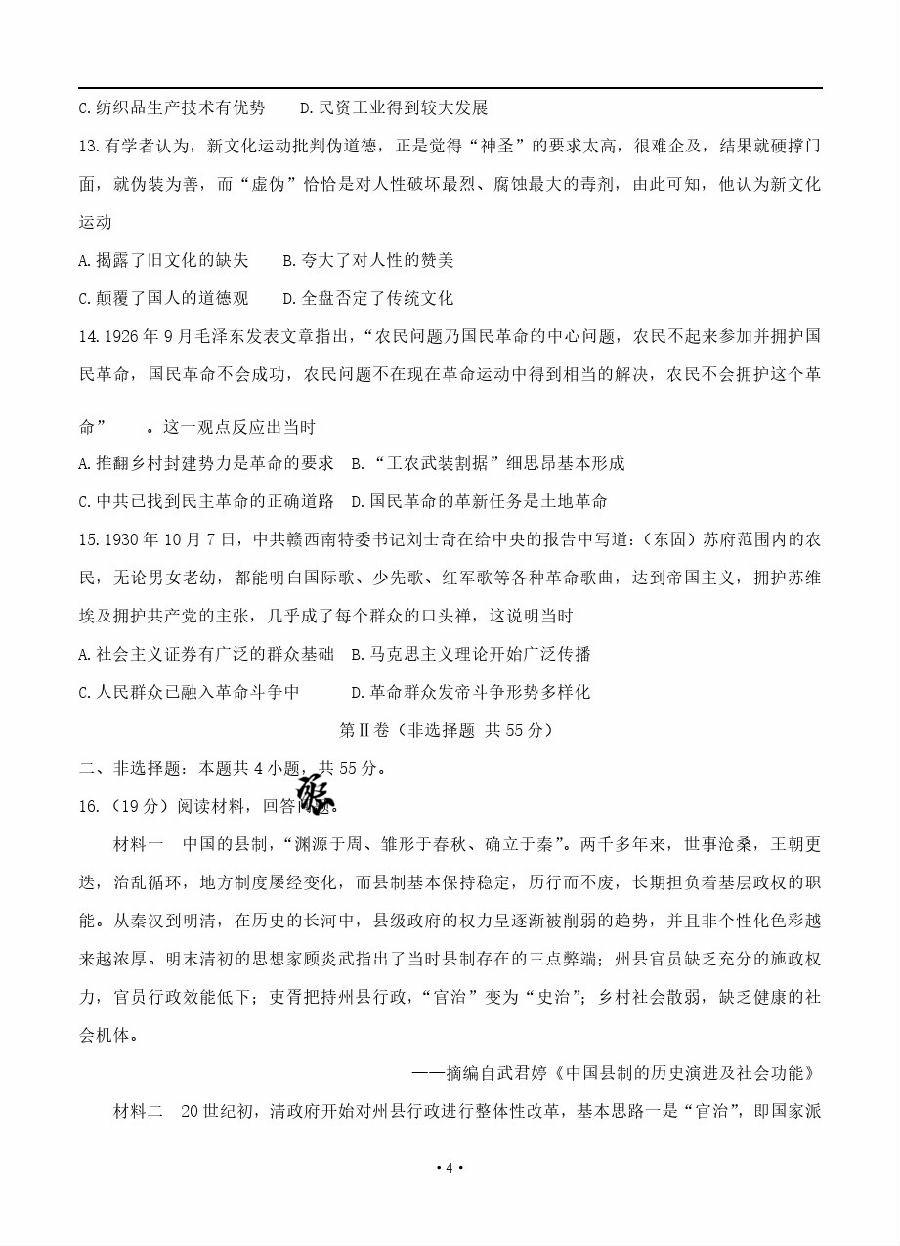 C. 纺织品生产技术有优势 D. 民资工业得到较大发展
13. 有学者认为，新文化运动批判伪道德，正是觉得“神圣”的要求太高，很难企及，结果就硬撑门
面，就伪装为善，而“虚伪”恰恰是对人性破坏最烈、腐蚀最大的毒剂，由此可知，他认为新文化
运动
A. 揭露了旧文化的缺失 B. 夸大了对人性的赞美
C. 颠覆了国人的道德观 D. 全盘否定了传统文化
14. 1926 年 9 月毛泽东发表文章指出，“农民问题乃国民革命的中心问题，农民不起来参加并拥护国
民革命，国民革命不会成功，农民问题不在现在革命运动中得到相当的解决，农民不会拥护这个革
命” 。这一观点反应出当时
A. 推翻乡村封建势力是革命的要求 B. “工农武装割据”细思昂基本形成
C. 中共已找到民主革命的正确道路 D. 国民革命的革新任务是土地革命
15. 1930 年 10 月 7 日，中共赣西南特委书记刘士奇在给中央的报告中写道：（东固）苏府范围内的农
民，无论男女老幼，都能明白国际歌、少先歌、红军歌等各种革命歌曲，达到帝国主义，拥护苏维
埃及拥护共产党的主张，几乎成了每个群众的口头禅，这说明当时
A. 社会主义证券有广泛的群众基础 B. 马克思主义理论开始广泛传播
C. 人民群众已融入革命斗争中 D. 革命群众发帝斗争形势多样化
第Ⅱ卷（非选择题 共 55 分）
二、非选择题：本题共 4 小题，共 55 分。
16. （19 分）阅读材料，回答问题。
材料一 中国的县制，“渊源于周、雏形于春秋、确立于秦”。两千多年来，世事沧桑，王朝更
迭，治乱循环，地方制度屡经变化，而县制基本保持稳定，历行而不废，长期担负着基层政权的职
能。从秦汉到明清，在历史的长河中，县级政府的权力呈逐渐被削弱的趋势，并且非个性化色彩越
来越浓厚、明末清初的思想家顾炎武指出了当时县制存在的三点弊端；州县官员缺乏充分的施政权
力，官员行政效能低下；吏胥把持州县行政，“官治”变为“史治”；乡村社会散弱，缺乏健康的社
会机体。
——摘编自武君婷《中国县制的历史演进及社会功能》
材料二 20 世纪初，清政府开始对州县行政进行整体性改革，基本思路一是“官治”，即国家派
•4•